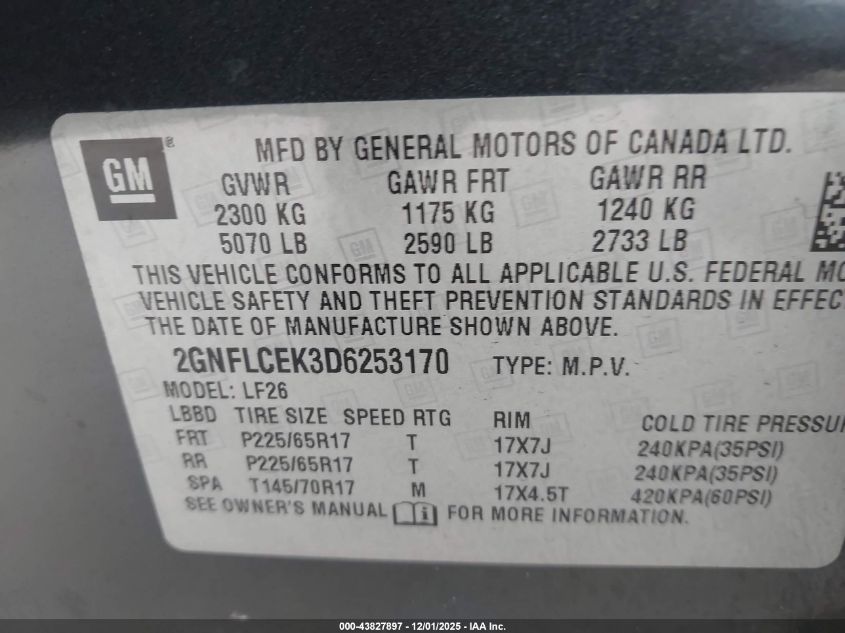 GM®
MFD BY GENERAL MOTORS OF CANADA LTD.
GVWR GAWR FRT GAWR RR
2300 KG 1175 KG 1240 KG
5070 LB 2590 LB 2733 LB
THIS VEHICLE CONFORMS TO ALL APPLICABLE U.S. FEDERAL MO
VEHICLE SAFETY AND THEFT PREVENTION STANDARDS IN EFFEC
THE DATE OF MANUFACTURE SHOWN ABOVE.
2GNFLCEK3D6253170 TYPE: M.P.V.
MODEL: LF26
LBBD TIRE SIZE SPEED RTG RIM COLD TIRE PRESSUR
FRT P225/65R17 T 17X7J 240KPA(35PSI)
RR P225/65R17 T 17X7J 240KPA(35PSI)
SPA T145/70R17 M 17X4.5T 420KPA(60PSI)
SEE OWNER'S MANUAL i FOR MORE INFORMATION.
000-43827897 - 12/01/2025 - IAA Inc.